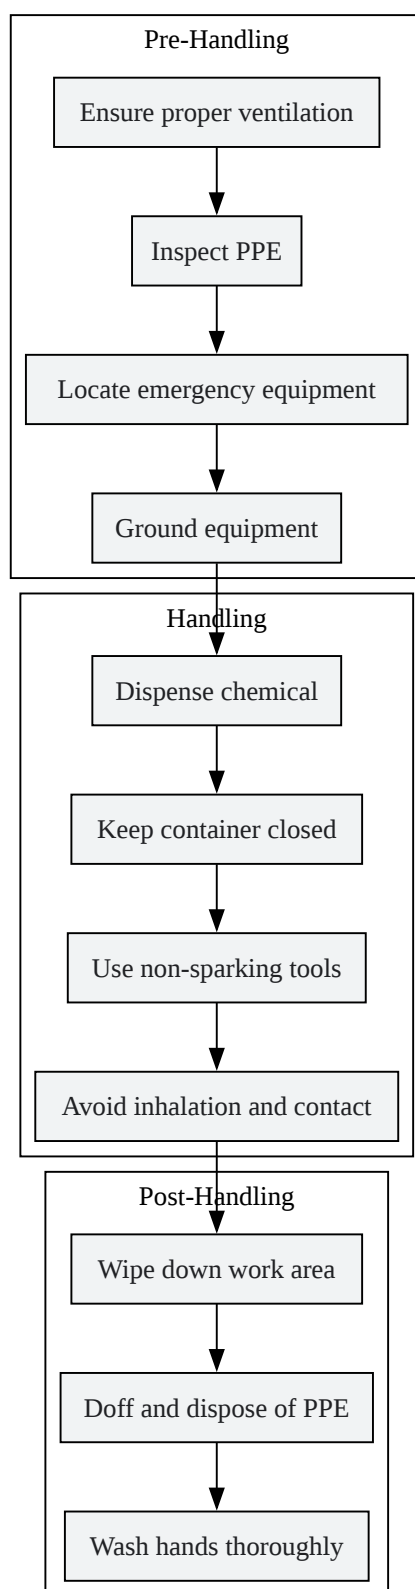 Pre-Handling
Ensure proper ventilation
Inspect PPE
Locate emergency equipment
Ground equipment
Handling
Dispense chemical
Keep container closed
Use non-sparking tools
Avoid inhalation and contact
Post-Handling
Wipe down work area
Doff and dispose of PPE
Wash hands thoroughly